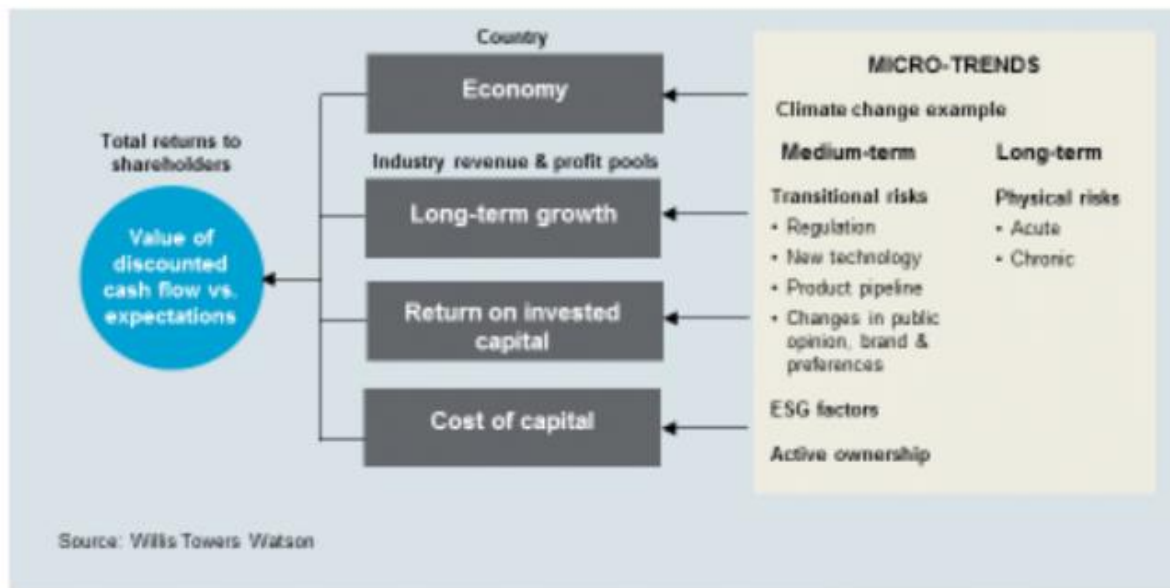 Total returns to
shareholders
Value of
discounted
cash flow vs.
expectations
Country
Economy
Industry revenue & profit pools
Long-term growth
Return on invested
capital
Cost of capital
MICRO-TRENDS
Climate change example
Medium-term
Transitional risks
• Regulation
• New technology
• Product pipeline
• Changes in public
opinion, brand &
preferences
Long-term
Physical risks
• Acute
• Chronic
ESG factors
Active ownership
Source: Willis Towers Watson